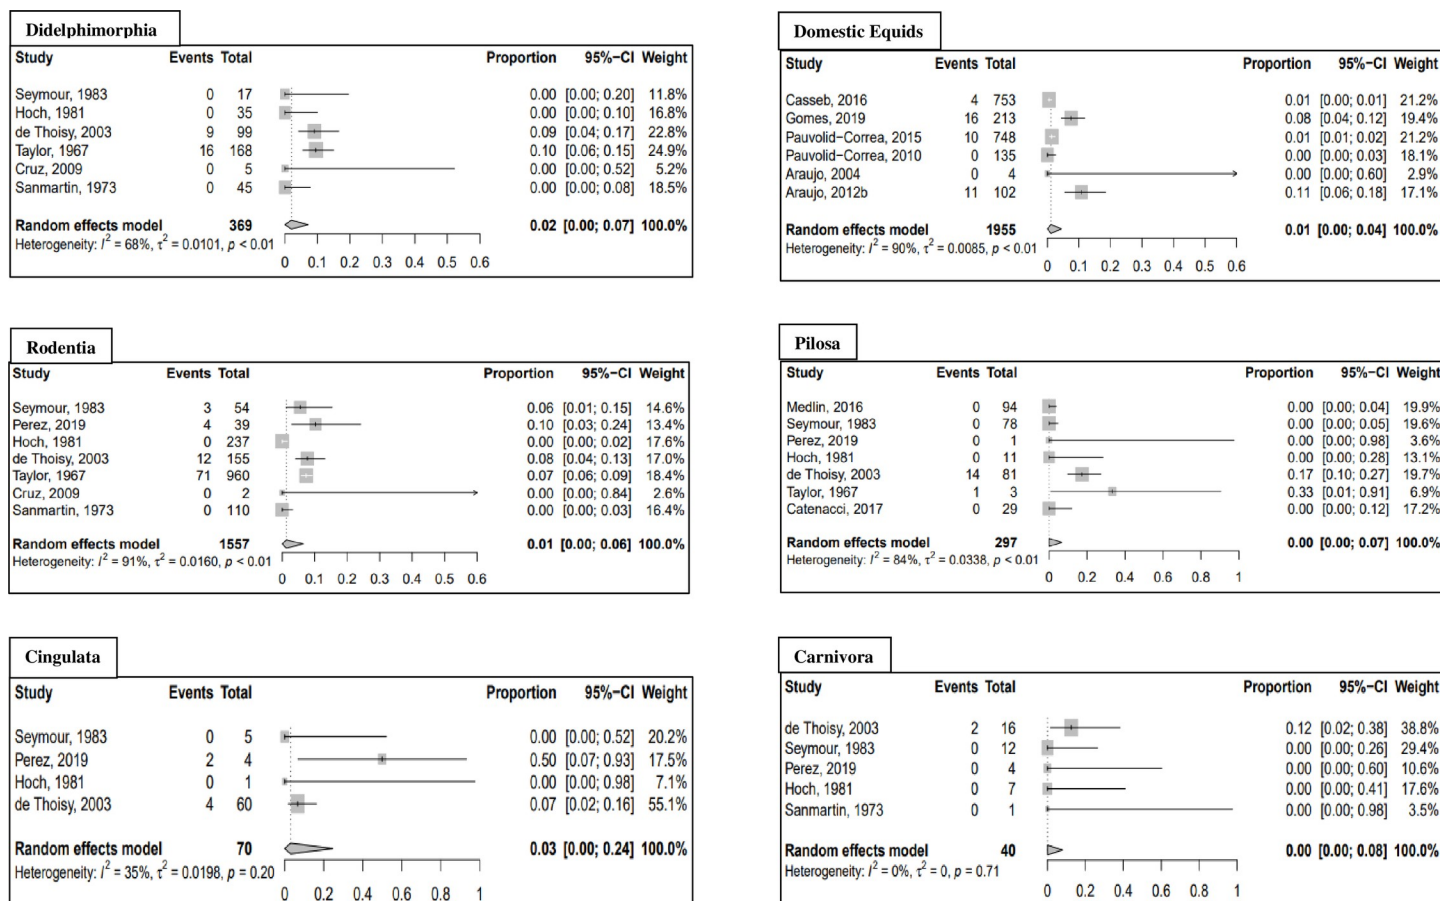 Didelphimorphia
Study Events Total Proportion 95%−CI Weight
Seymour, 1983 0 17 0.00 [0.00; 0.20] 11.8%
Hoch, 1981 0 35 0.00 [0.00; 0.10] 16.8%
de Thoisy, 2003 9 99 0.09 [0.04; 0.17] 22.8%
Taylor, 1967 16 168 0.10 [0.06; 0.15] 24.9%
Cruz, 2009 0 5 0.00 [0.00; 0.52] 5.2%
Sanmartin, 1973 0 45 0.00 [0.00; 0.08] 18.5%
Random effects model 369 0.02 [0.00; 0.07] 100.0%
Heterogeneity: I² = 68%, τ² = 0.0101, p < 0.01
0 0.1 0.2 0.3 0.4 0.5 0.6
Domestic Equids
Study Events Total Proportion 95%−CI Weight
Casseb, 2016 4 753 0.01 [0.00; 0.01] 21.2%
Gomes, 2019 16 213 0.08 [0.04; 0.12] 19.4%
Pauvolid−Correa, 2015 10 748 0.01 [0.01; 0.02] 21.2%
Pauvolid−Correa, 2010 0 135 0.00 [0.00; 0.03] 18.1%
Araujo, 2004 0 4 0.00 [0.00; 0.60] 2.9%
Araujo, 2012b 11 102 0.11 [0.06; 0.18] 17.1%
Random effects model 1955 0.01 [0.00; 0.04] 100.0%
Heterogeneity: I² = 90%, τ² = 0.0085, p < 0.01
0 0.1 0.2 0.3 0.4 0.5 0.6
Rodentia
Study Events Total Proportion 95%−CI Weight
Seymour, 1983 3 54 0.06 [0.01; 0.15] 14.6%
Perez, 2019 4 39 0.10 [0.03; 0.24] 13.4%
Hoch, 1981 0 237 0.00 [0.00; 0.02] 17.6%
de Thoisy, 2003 12 155 0.08 [0.04; 0.13] 17.0%
Taylor, 1967 71 960 0.07 [0.06; 0.09] 18.4%
Cruz, 2009 0 2 0.00 [0.00; 0.84] 2.6%
Sanmartin, 1973 0 110 0.00 [0.00; 0.03] 16.4%
Random effects model 1557 0.01 [0.00; 0.06] 100.0%
Heterogeneity: I² = 91%, τ² = 0.0160, p < 0.01
0 0.1 0.2 0.3 0.4 0.5 0.6
Pilosa
Study Events Total Proportion 95%−CI Weight
Medlin, 2016 0 94 0.00 [0.00; 0.04] 19.9%
Seymour, 1983 0 78 0.00 [0.00; 0.05] 19.6%
Perez, 2019 0 1 0.00 [0.00; 0.98] 3.6%
Hoch, 1981 0 11 0.00 [0.00; 0.28] 13.1%
de Thoisy, 2003 14 81 0.17 [0.10; 0.27] 19.7%
Taylor, 1967 1 3 0.33 [0.01; 0.91] 6.9%
Catenacci, 2017 0 29 0.00 [0.00; 0.12] 17.2%
Random effects model 297 0.00 [0.00; 0.07] 100.0%
Heterogeneity: I² = 84%, τ² = 0.0338, p < 0.01
0 0.2 0.4 0.6 0.8 1
Cingulata
Study Events Total Proportion 95%−CI Weight
Seymour, 1983 0 5 0.00 [0.00; 0.52] 20.2%
Perez, 2019 2 4 0.50 [0.07; 0.93] 17.5%
Hoch, 1981 0 1 0.00 [0.00; 0.98] 7.1%
de Thoisy, 2003 4 60 0.07 [0.02; 0.16] 55.1%
Random effects model 70 0.03 [0.00; 0.24] 100.0%
Heterogeneity: I² = 35%, τ² = 0.0198, p = 0.20
0 0.2 0.4 0.6 0.8 1
Carnivora
Study Events Total Proportion 95%−CI Weight
de Thoisy, 2003 2 16 0.12 [0.02; 0.38] 38.8%
Seymour, 1983 0 12 0.00 [0.00; 0.26] 29.4%
Perez, 2019 0 4 0.00 [0.00; 0.60] 10.6%
Hoch, 1981 0 7 0.00 [0.00; 0.41] 17.6%
Sanmartin, 1973 0 1 0.00 [0.00; 0.98] 3.5%
Random effects model 40 0.00 [0.00; 0.08] 100.0%
Heterogeneity: I² = 0%, τ² = 0, p = 0.71
0 0.2 0.4 0.6 0.8 1